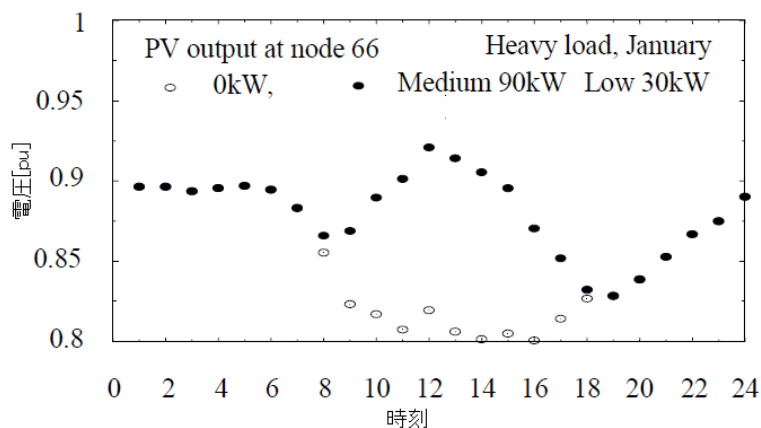 1
PV output at node 66
Heavy load, January
0kW,
Medium 90kW Low 30kW
0.95
0.9
0.85
0.8
電圧[pu]
0 2 4 6 8 10 12 14 16 18 20 22 24
時刻